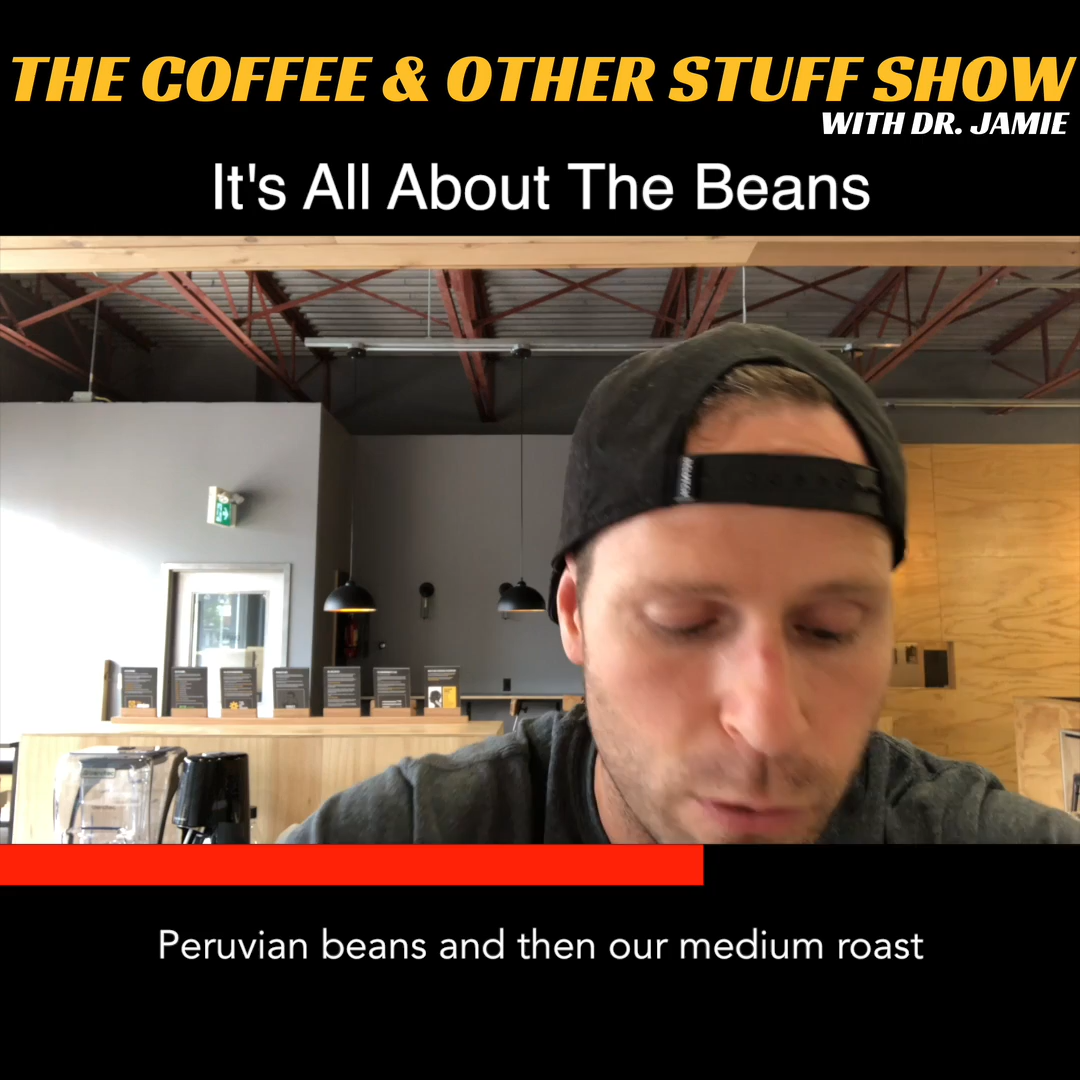 THE COFFEE & OTHER STUFF SHOW
WITH DR. JAMIE
It's All About The Beans
Peruvian beans and then our medium roast